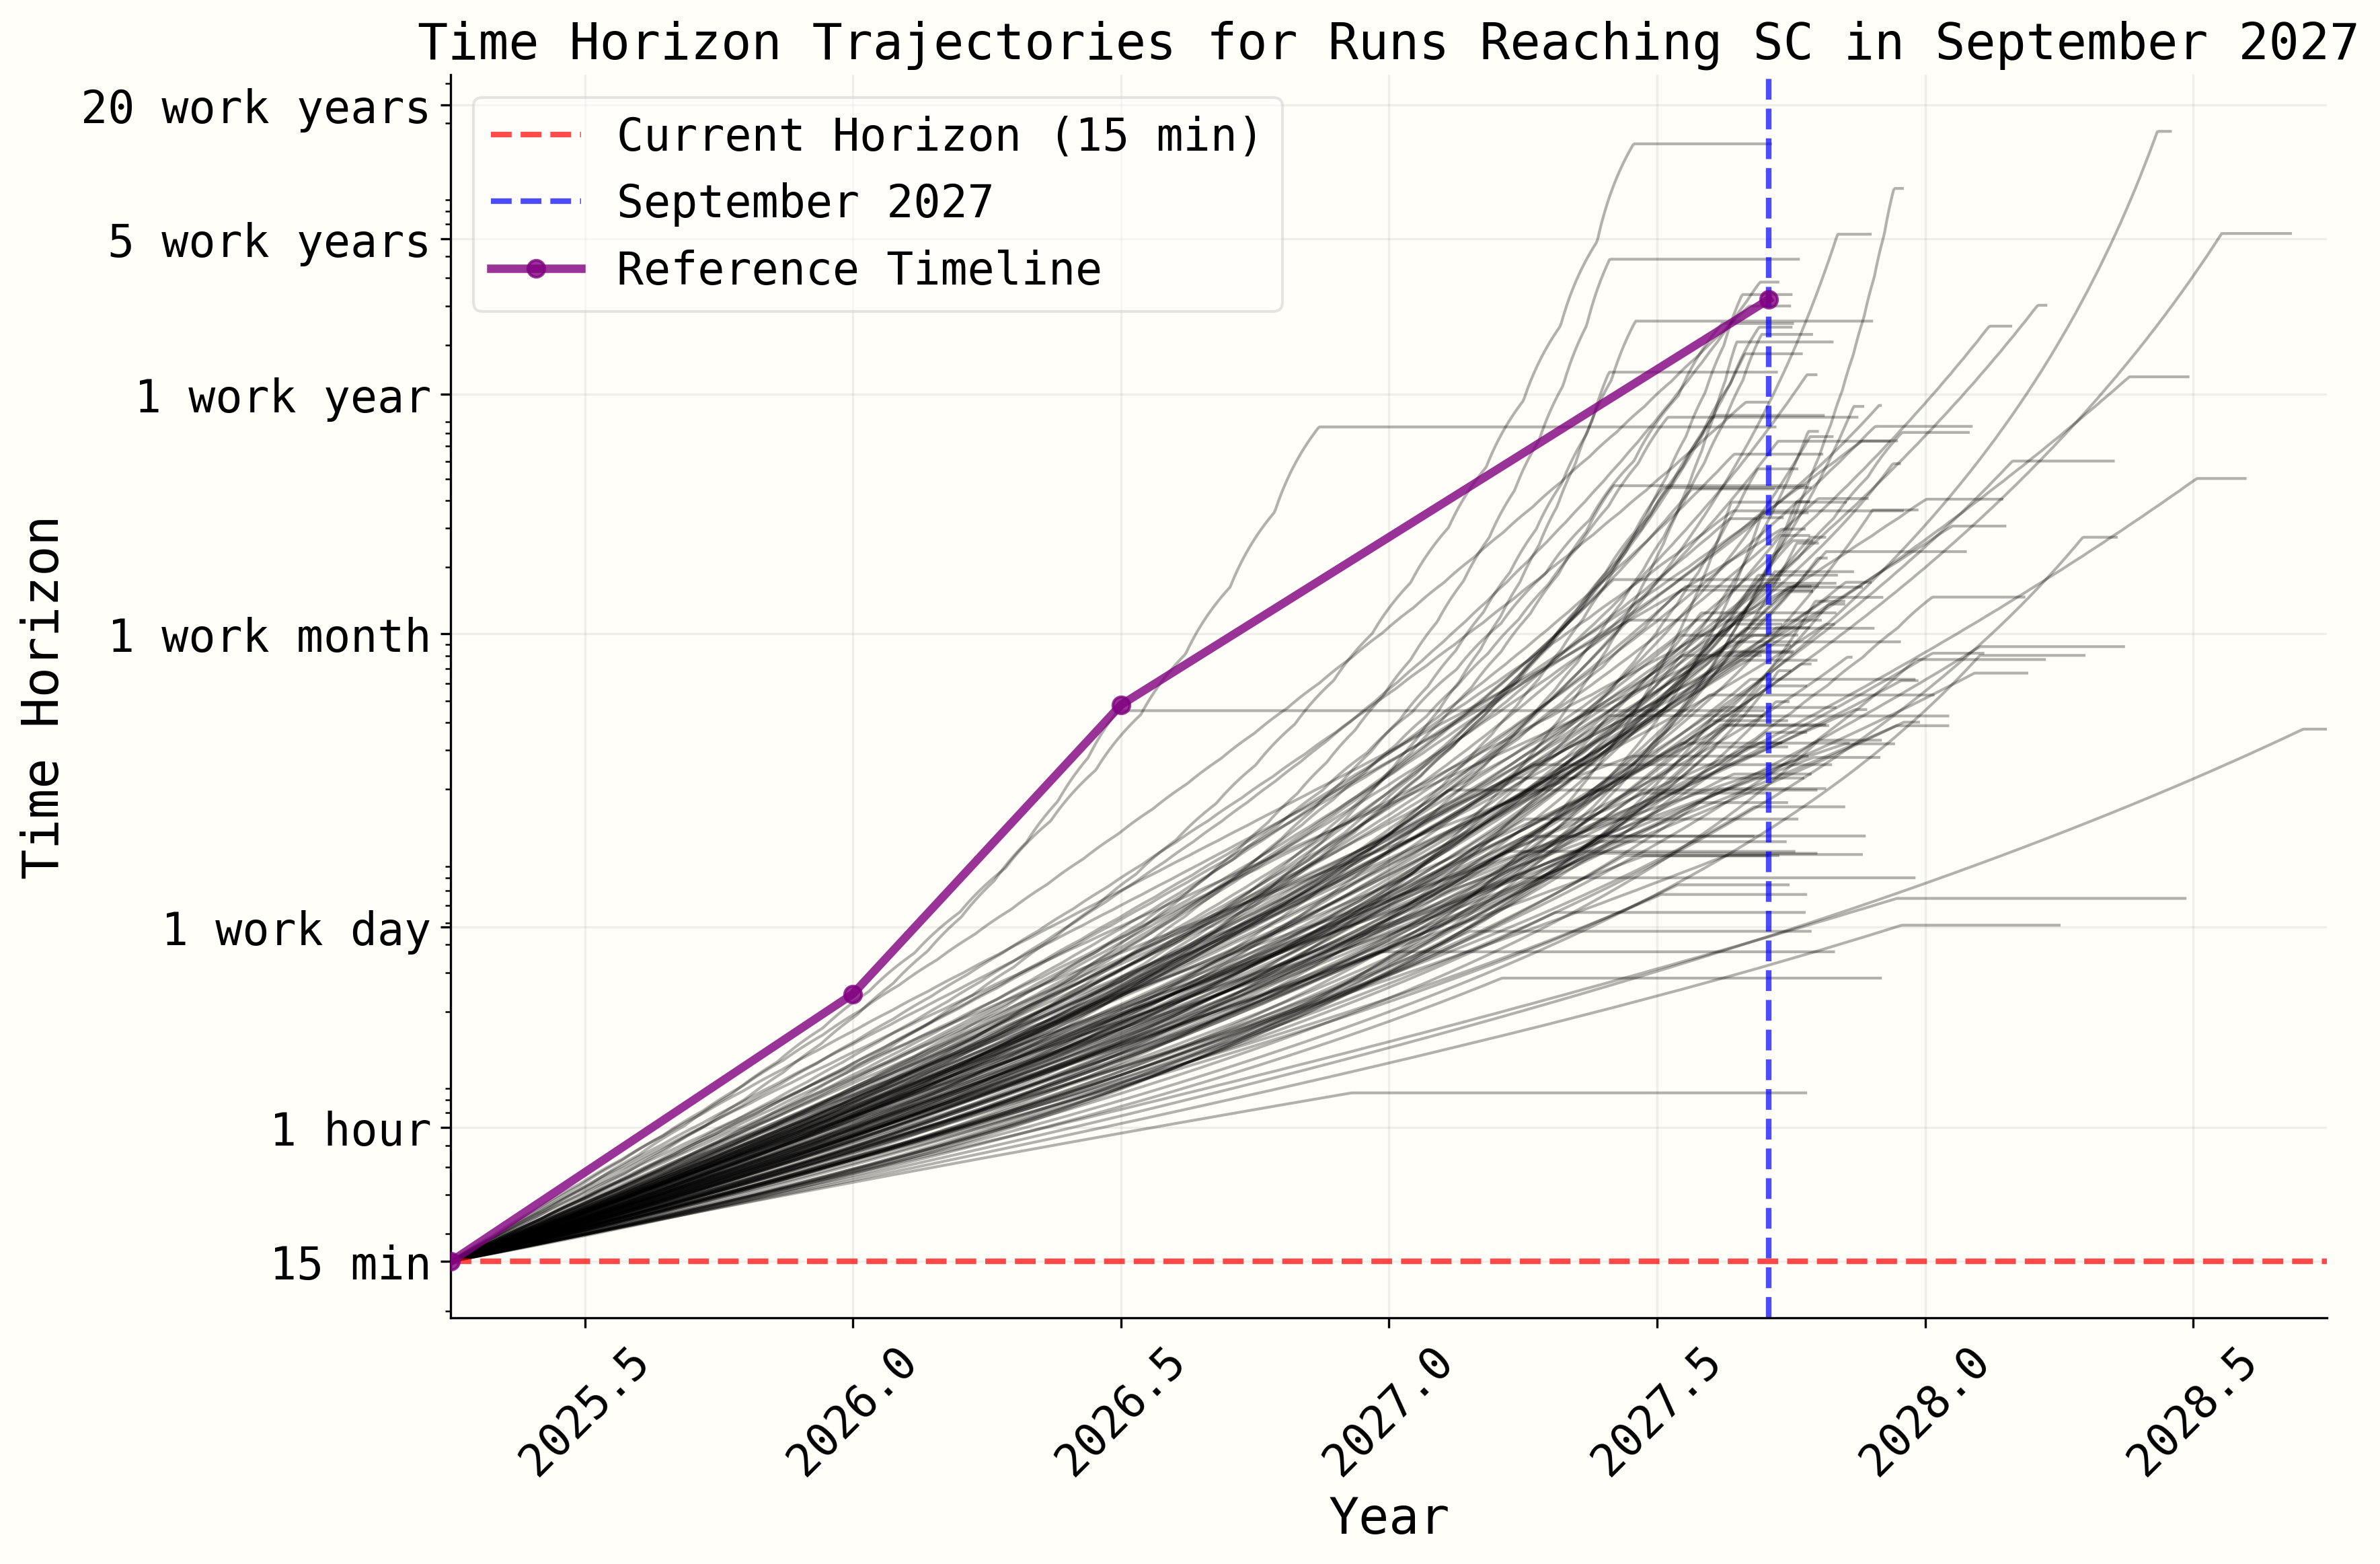 Time Horizon Trajectories for Runs Reaching SC in September 2027
Current Horizon (15 min)
September 2027
Reference Timeline
Time Horizon
20 work years
5 work years
1 work year
1 work month
1 work day
1 hour
15 min
2025.5
2026.0
2026.5
2027.0
2027.5
2028.0
2028.5
Year